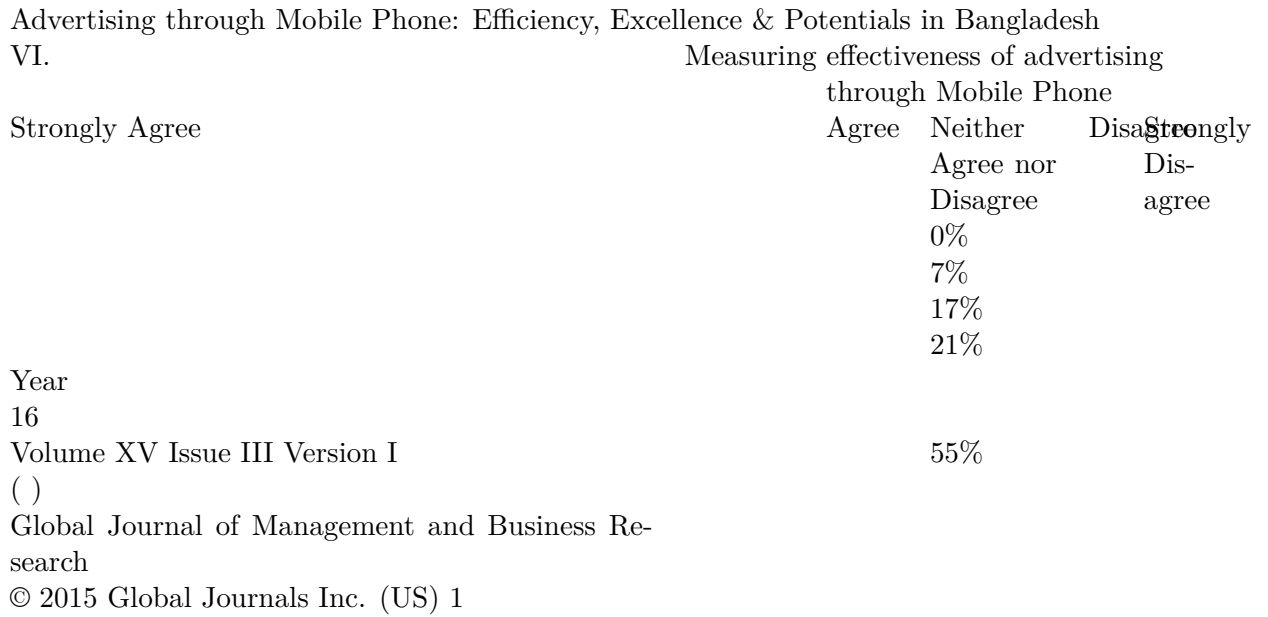 Advertising through Mobile Phone: Efficiency, Excellence & Potentials in Bangladesh
VI. Measuring effectiveness of advertising
through Mobile Phone
Strongly Agree Agree Neither Disagree Strongly
Agree nor Dis-
Disagree agree
0%
7%
17%
21%
Year
16
Volume XV Issue III Version I 55%
( )
Global Journal of Management and Business Re-
search
© 2015 Global Journals Inc. (US) 1